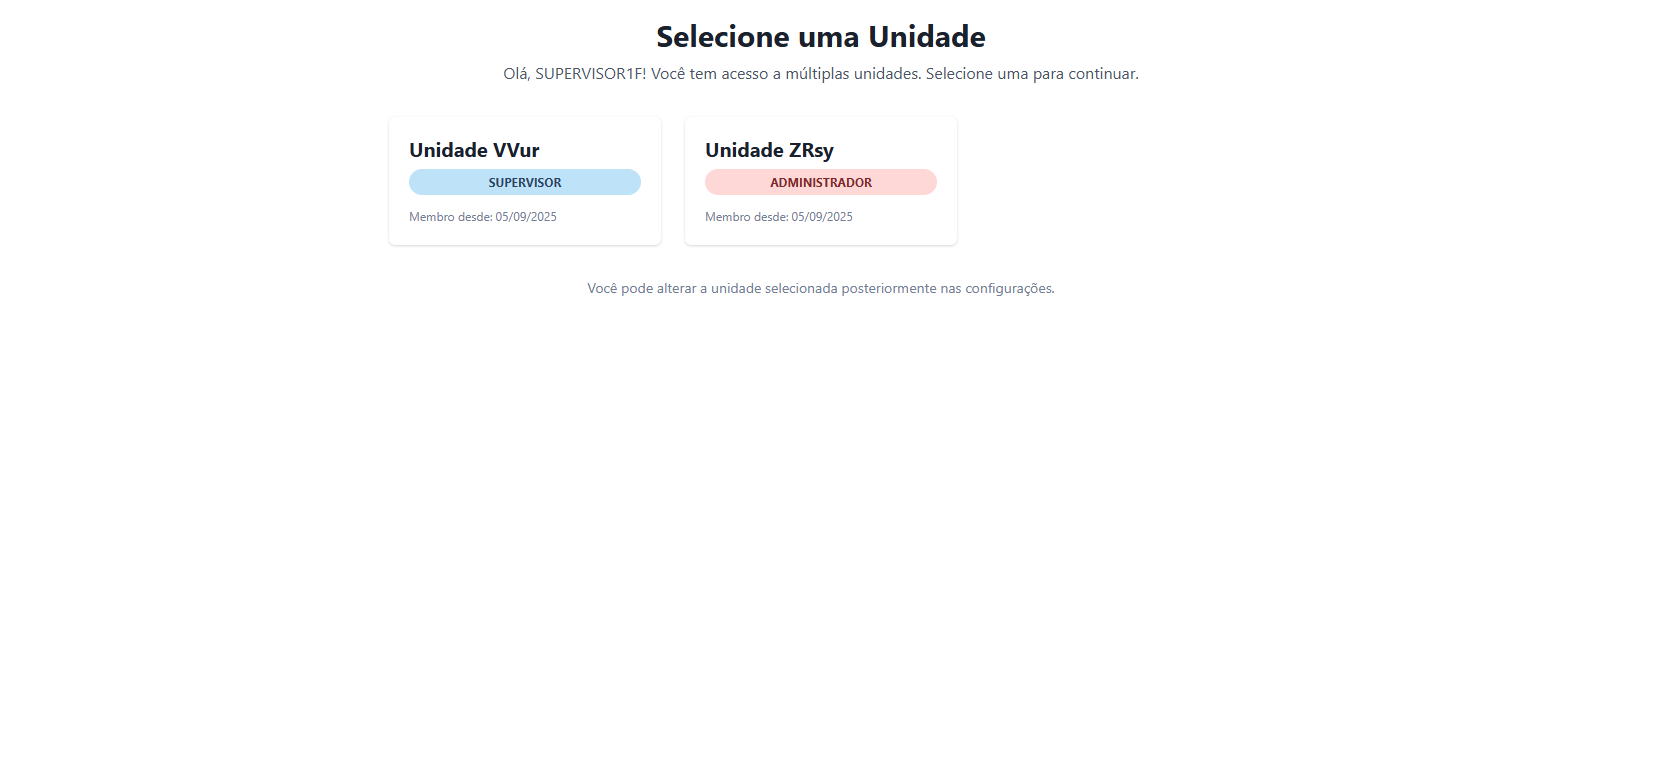 Selecione uma Unidade
Olá, SUPERVISOR1F! Você tem acesso a múltiplas unidades. Selecione uma para continuar.
Unidade VVur
SUPERVISOR
Membro desde: 05/09/2025
Unidade ZRsy
ADMINISTRADOR
Membro desde: 05/09/2025
Você pode alterar a unidade selecionada posteriormente nas configurações.